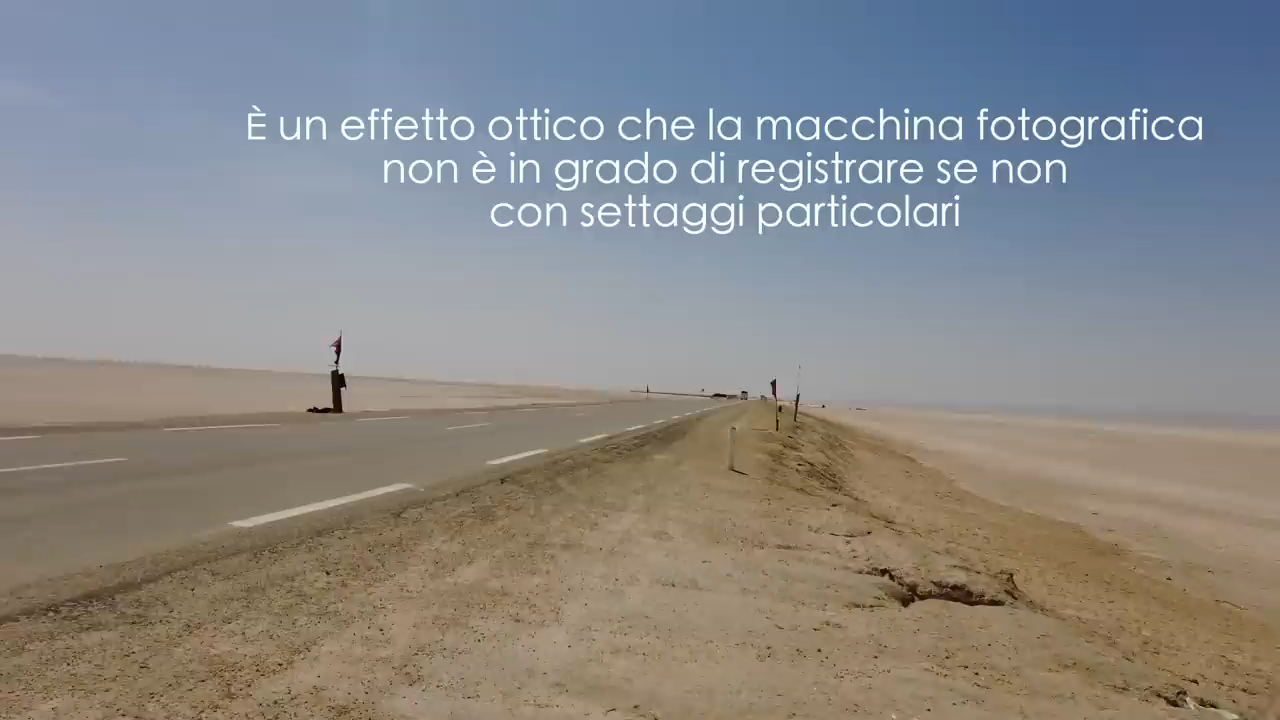 È un effetto ottico che la macchina fotografica
non è in grado di registrare se non
con settaggi particolari